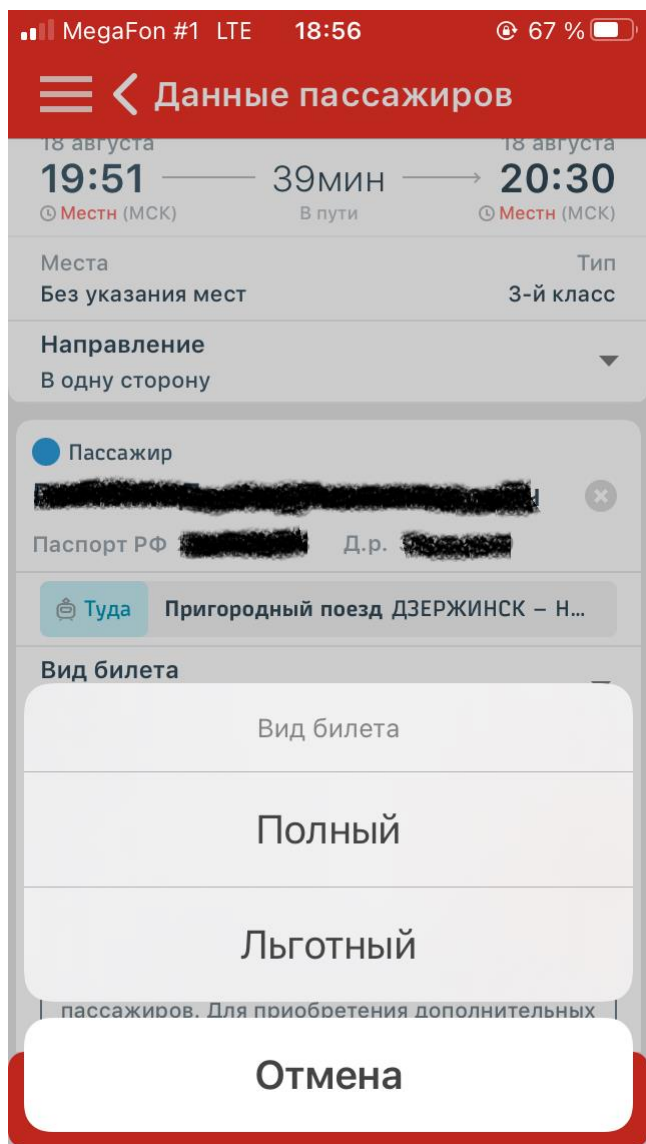 MegaFon #1 LTE 18:56 67 %
Данные пассажиров
18 августа 18 августа
19:51 39мин 20:30
Местн (МСК) В пути Местн (МСК)
Места Тип
Без указания мест 3-й класс
Направление
В одну сторону
Пассажир
Паспорт РФ Д.р.
Туда Пригородный поезд ДЗЕРЖИНСК – Н...
Вид билета
Вид билета
Полный
Льготный
пассажиров. Для приобретения дополнительных
Отмена